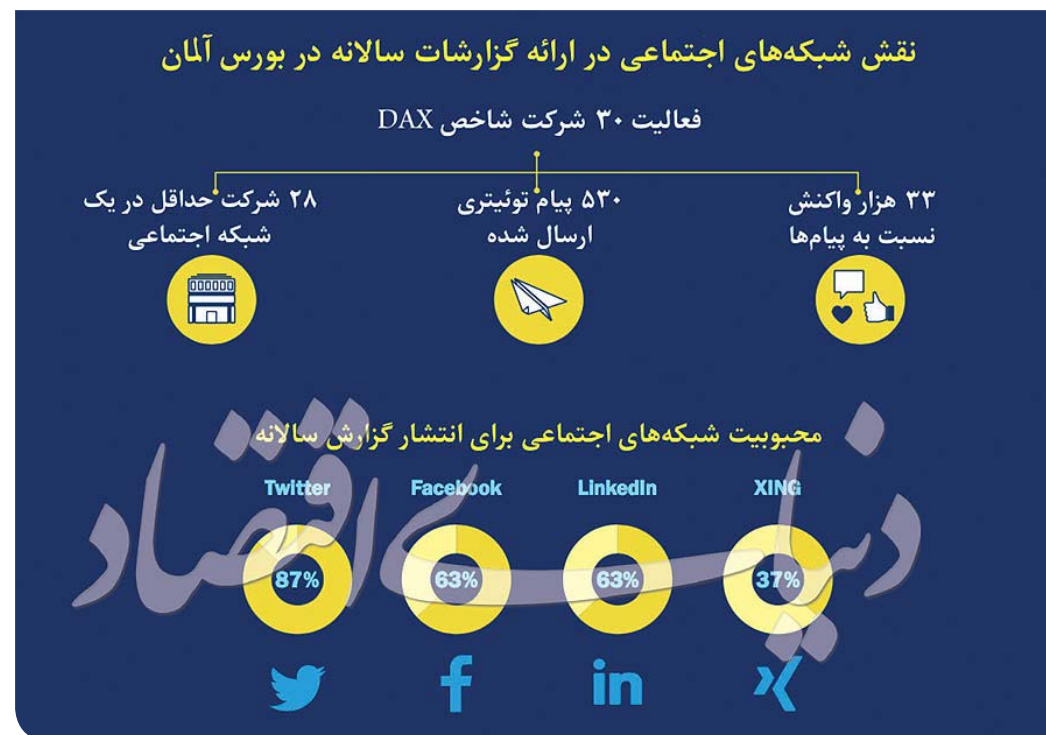 نقش شبکه‌های اجتماعی در ارائه گزارشات سالانه در بورس آلمان
فعالیت ۳۰ شرکت شاخص DAX
۳۳ هزار واکنش
نسبت به پیام‌ها
۵۳۰ پیام توئیتری
ارسال شده
۲۸ شرکت حداقل در یک
شبکه اجتماعی
محبوبیت شبکه‌های اجتماعی برای انتشار گزارش سالانه
Twitter Facebook LinkedIn XING
87% 63% 63% 37%
دنیای اقتصاد